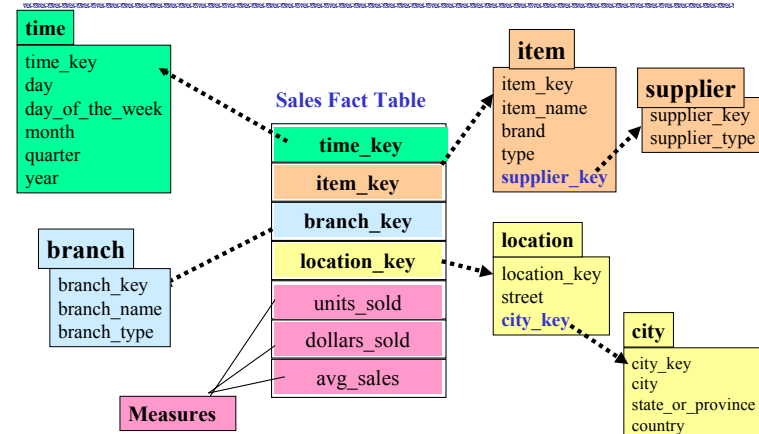 time
time_key
day
day_of_the_week
month
quarter
year
Sales Fact Table
time_key
item_key
branch_key
location_key
units_sold
dollars_sold
avg_sales
Measures
branch
branch_key
branch_name
branch_type
item
item_key
item_name
brand
type
supplier_key
supplier
supplier_key
supplier_type
location
location_key
street
city_key
city
city_key
city
state_or_province
country